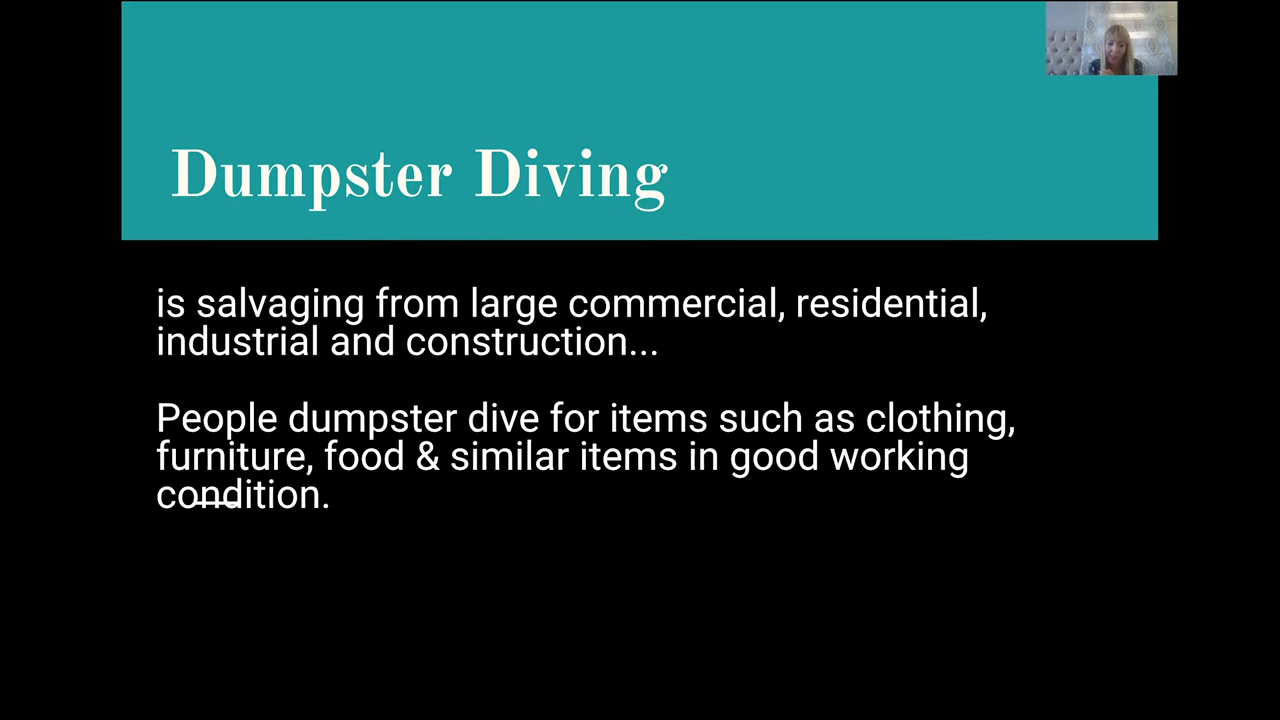 Dumpster Diving
is salvaging from large commercial, residential,
industrial and construction...
People dumpster dive for items such as clothing,
furniture, food & similar items in good working
condition.